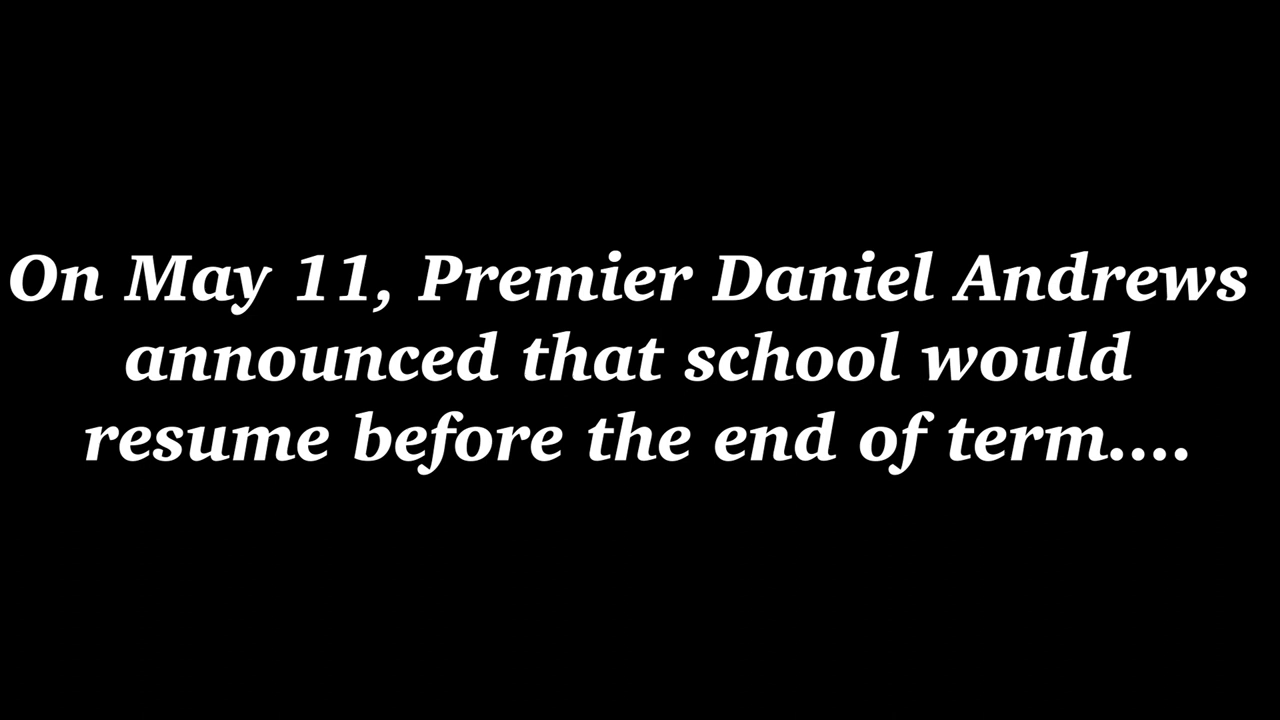 On May 11, Premier Daniel Andrews
announced that school would
resume before the end of term....